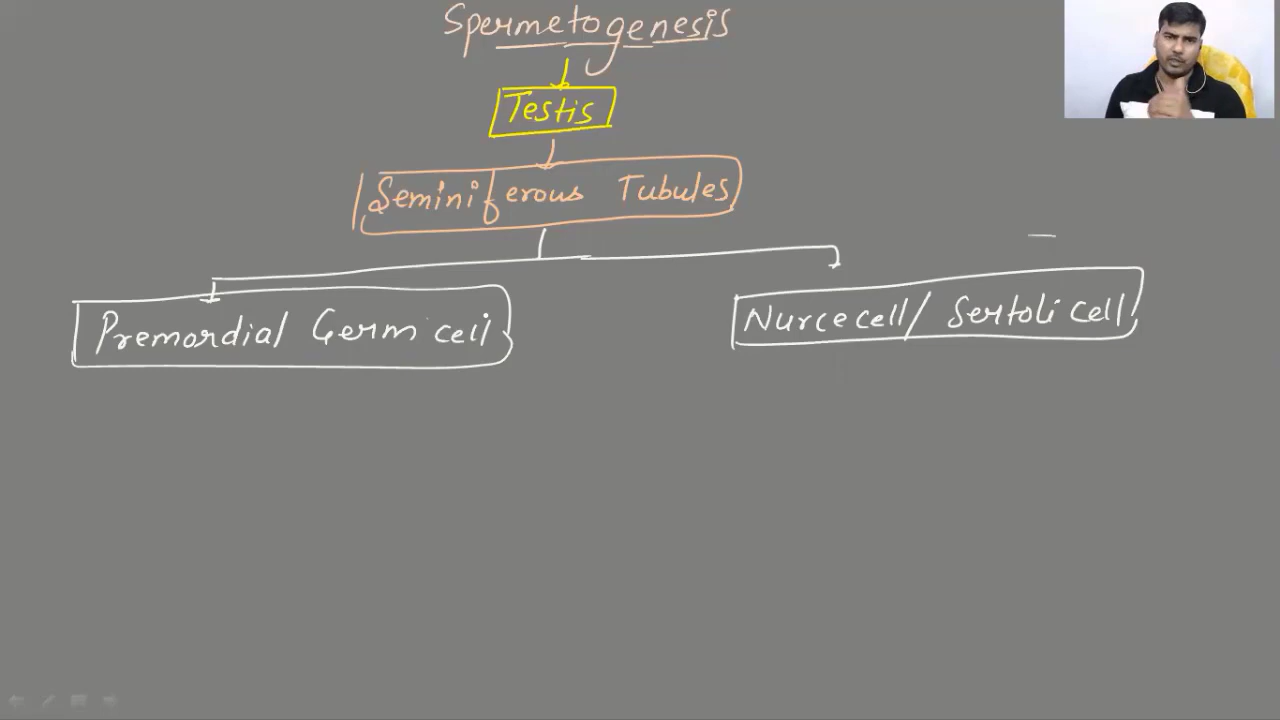 Spermetogenesis
Testis
Seminiferous Tubules
Premordial Germ cell
Nurcecell/ Sertoli cell